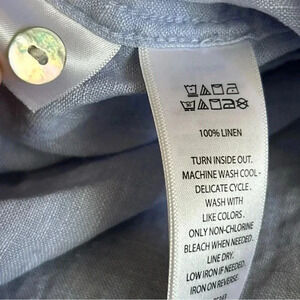 100% LINEN
TURN INSIDE OUT.
MACHINE WASH COOL-
DELICATE CYCLE.
WASH WITH
LIKE COLORS.
ONLY NON-CHLORINE
BLEACH WHEN NEEDED.
LINE DRY.
LOW IRON IF NEEDED.
IRON ON REVERSE